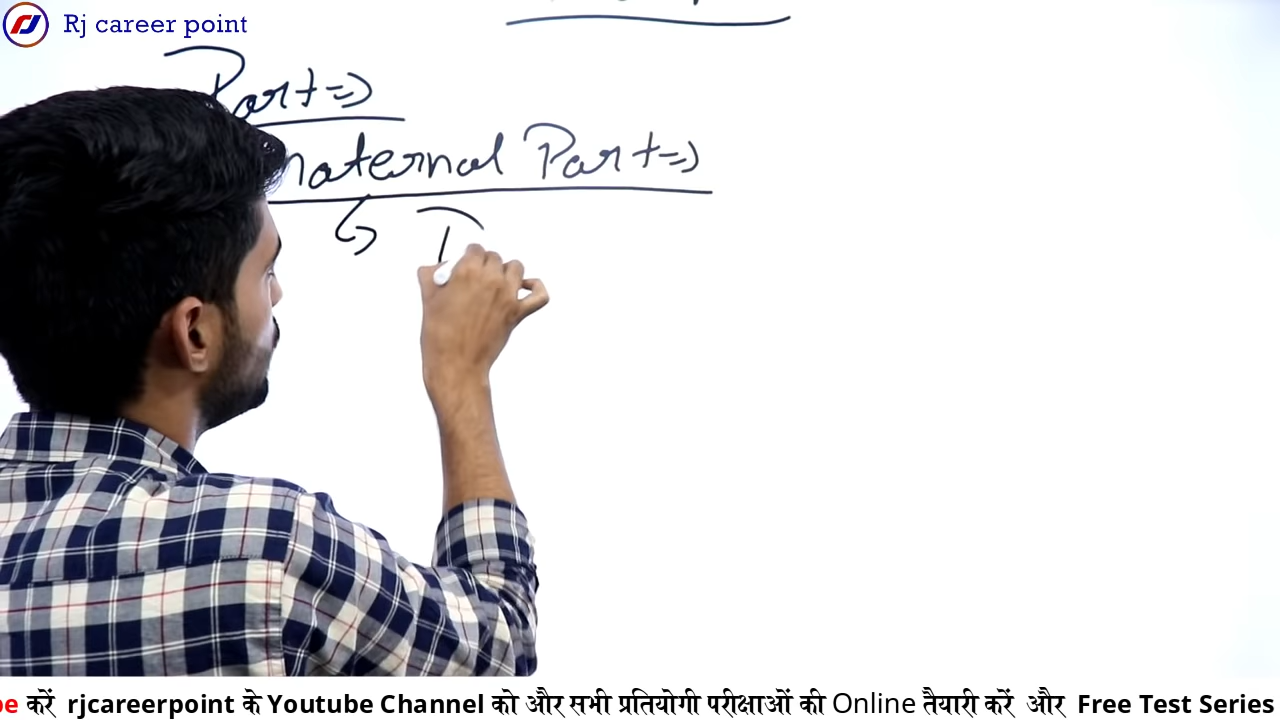 Rj career point
Part =>
maternal Part =>
करें rjcareerpoint के Youtube Channel को और सभी प्रतियोगी परीक्षाओं की Online तैयारी करें और Free Test Series